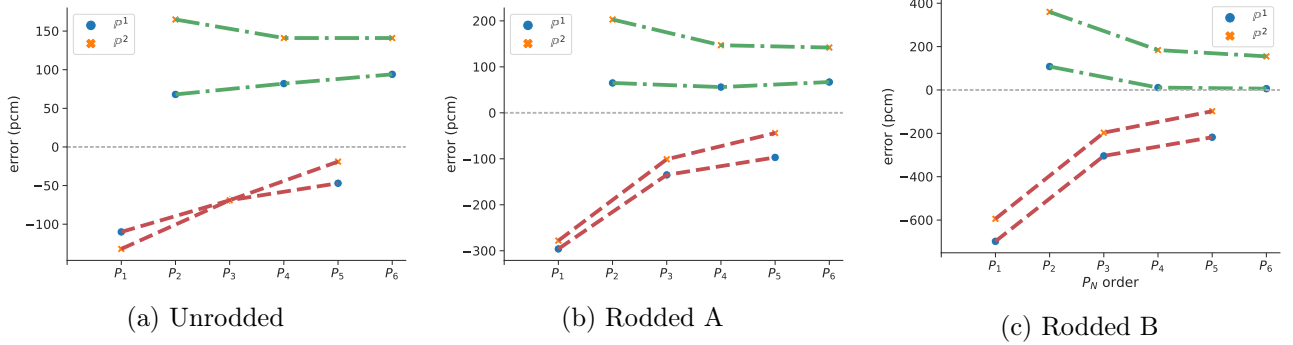 error (pcm)
150
100
50
0
−50
−100
ℙ¹
ℙ²
P₁ P₂ P₃ P₄ P₅ P₆
(a) Unrodded
error (pcm)
200
100
0
−100
−200
−300
ℙ¹
ℙ²
P₁ P₂ P₃ P₄ P₅ P₆
(b) Rodded A
error (pcm)
400
200
0
−200
−400
−600
ℙ¹
ℙ²
P₁ P₂ P₃ P₄ P₅ P₆
P_N order
(c) Rodded B